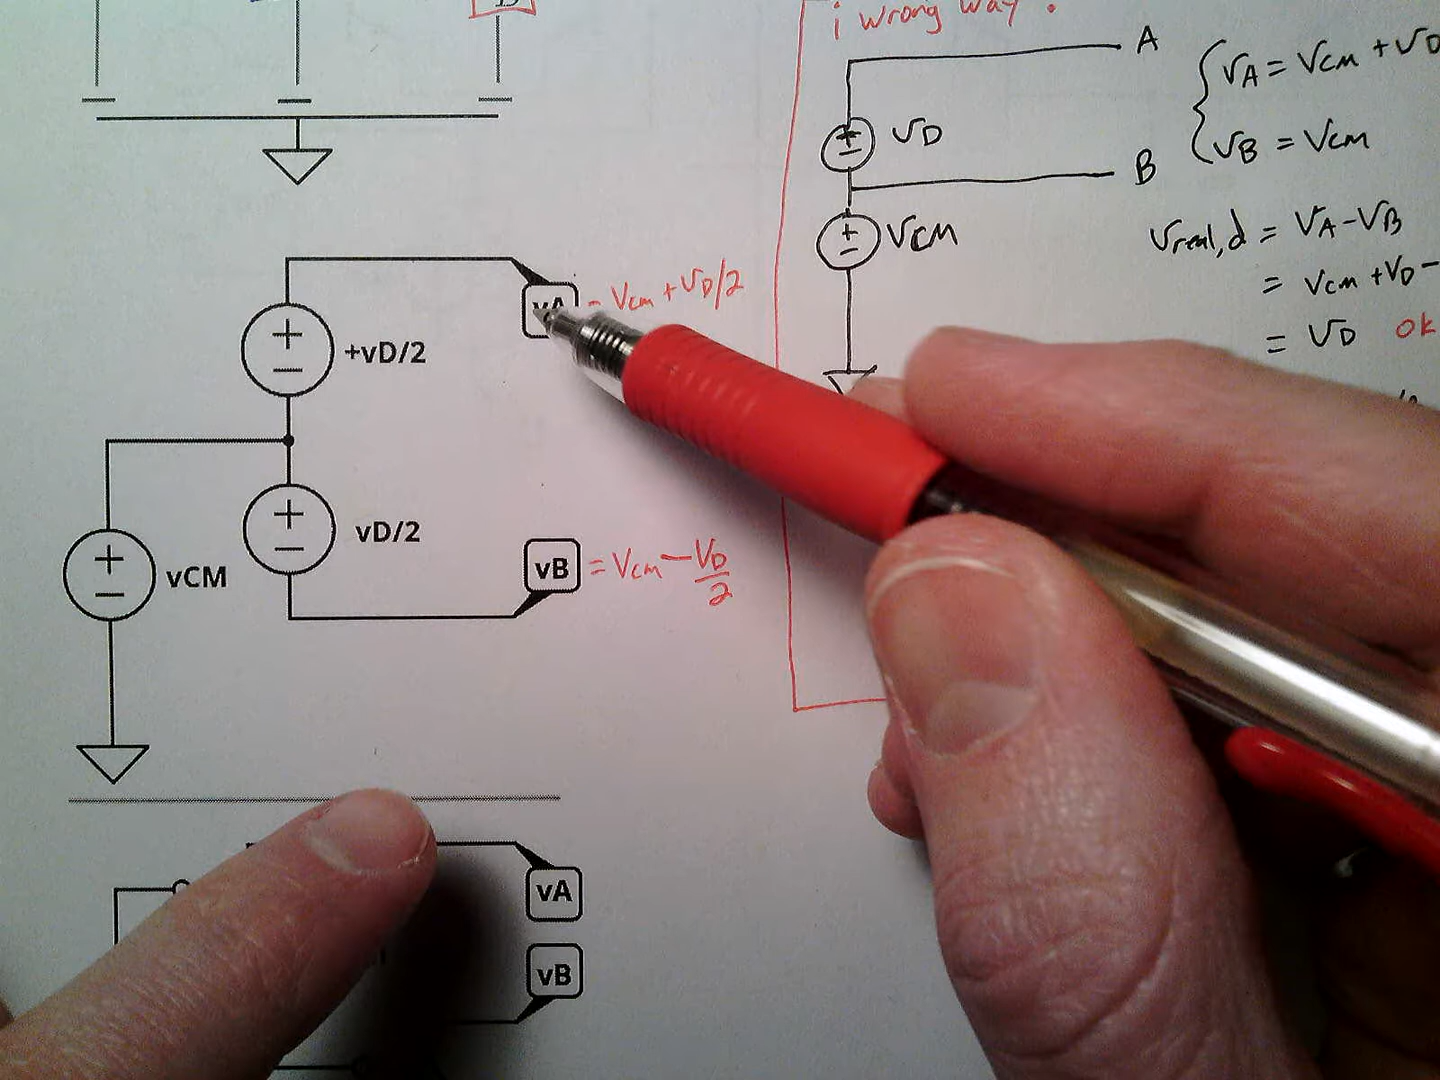 i wrong way !
A
{ vA = vCM + vD
vD
B
vB = vCM
vCM
vreal,d = vA - vB
= vCM + vD -
= vD ok
+
−
+vD/2
vA = vCM + vD/2
+
−
vD/2
+
−
vCM
vB = vCM − vD/2
vA
vB